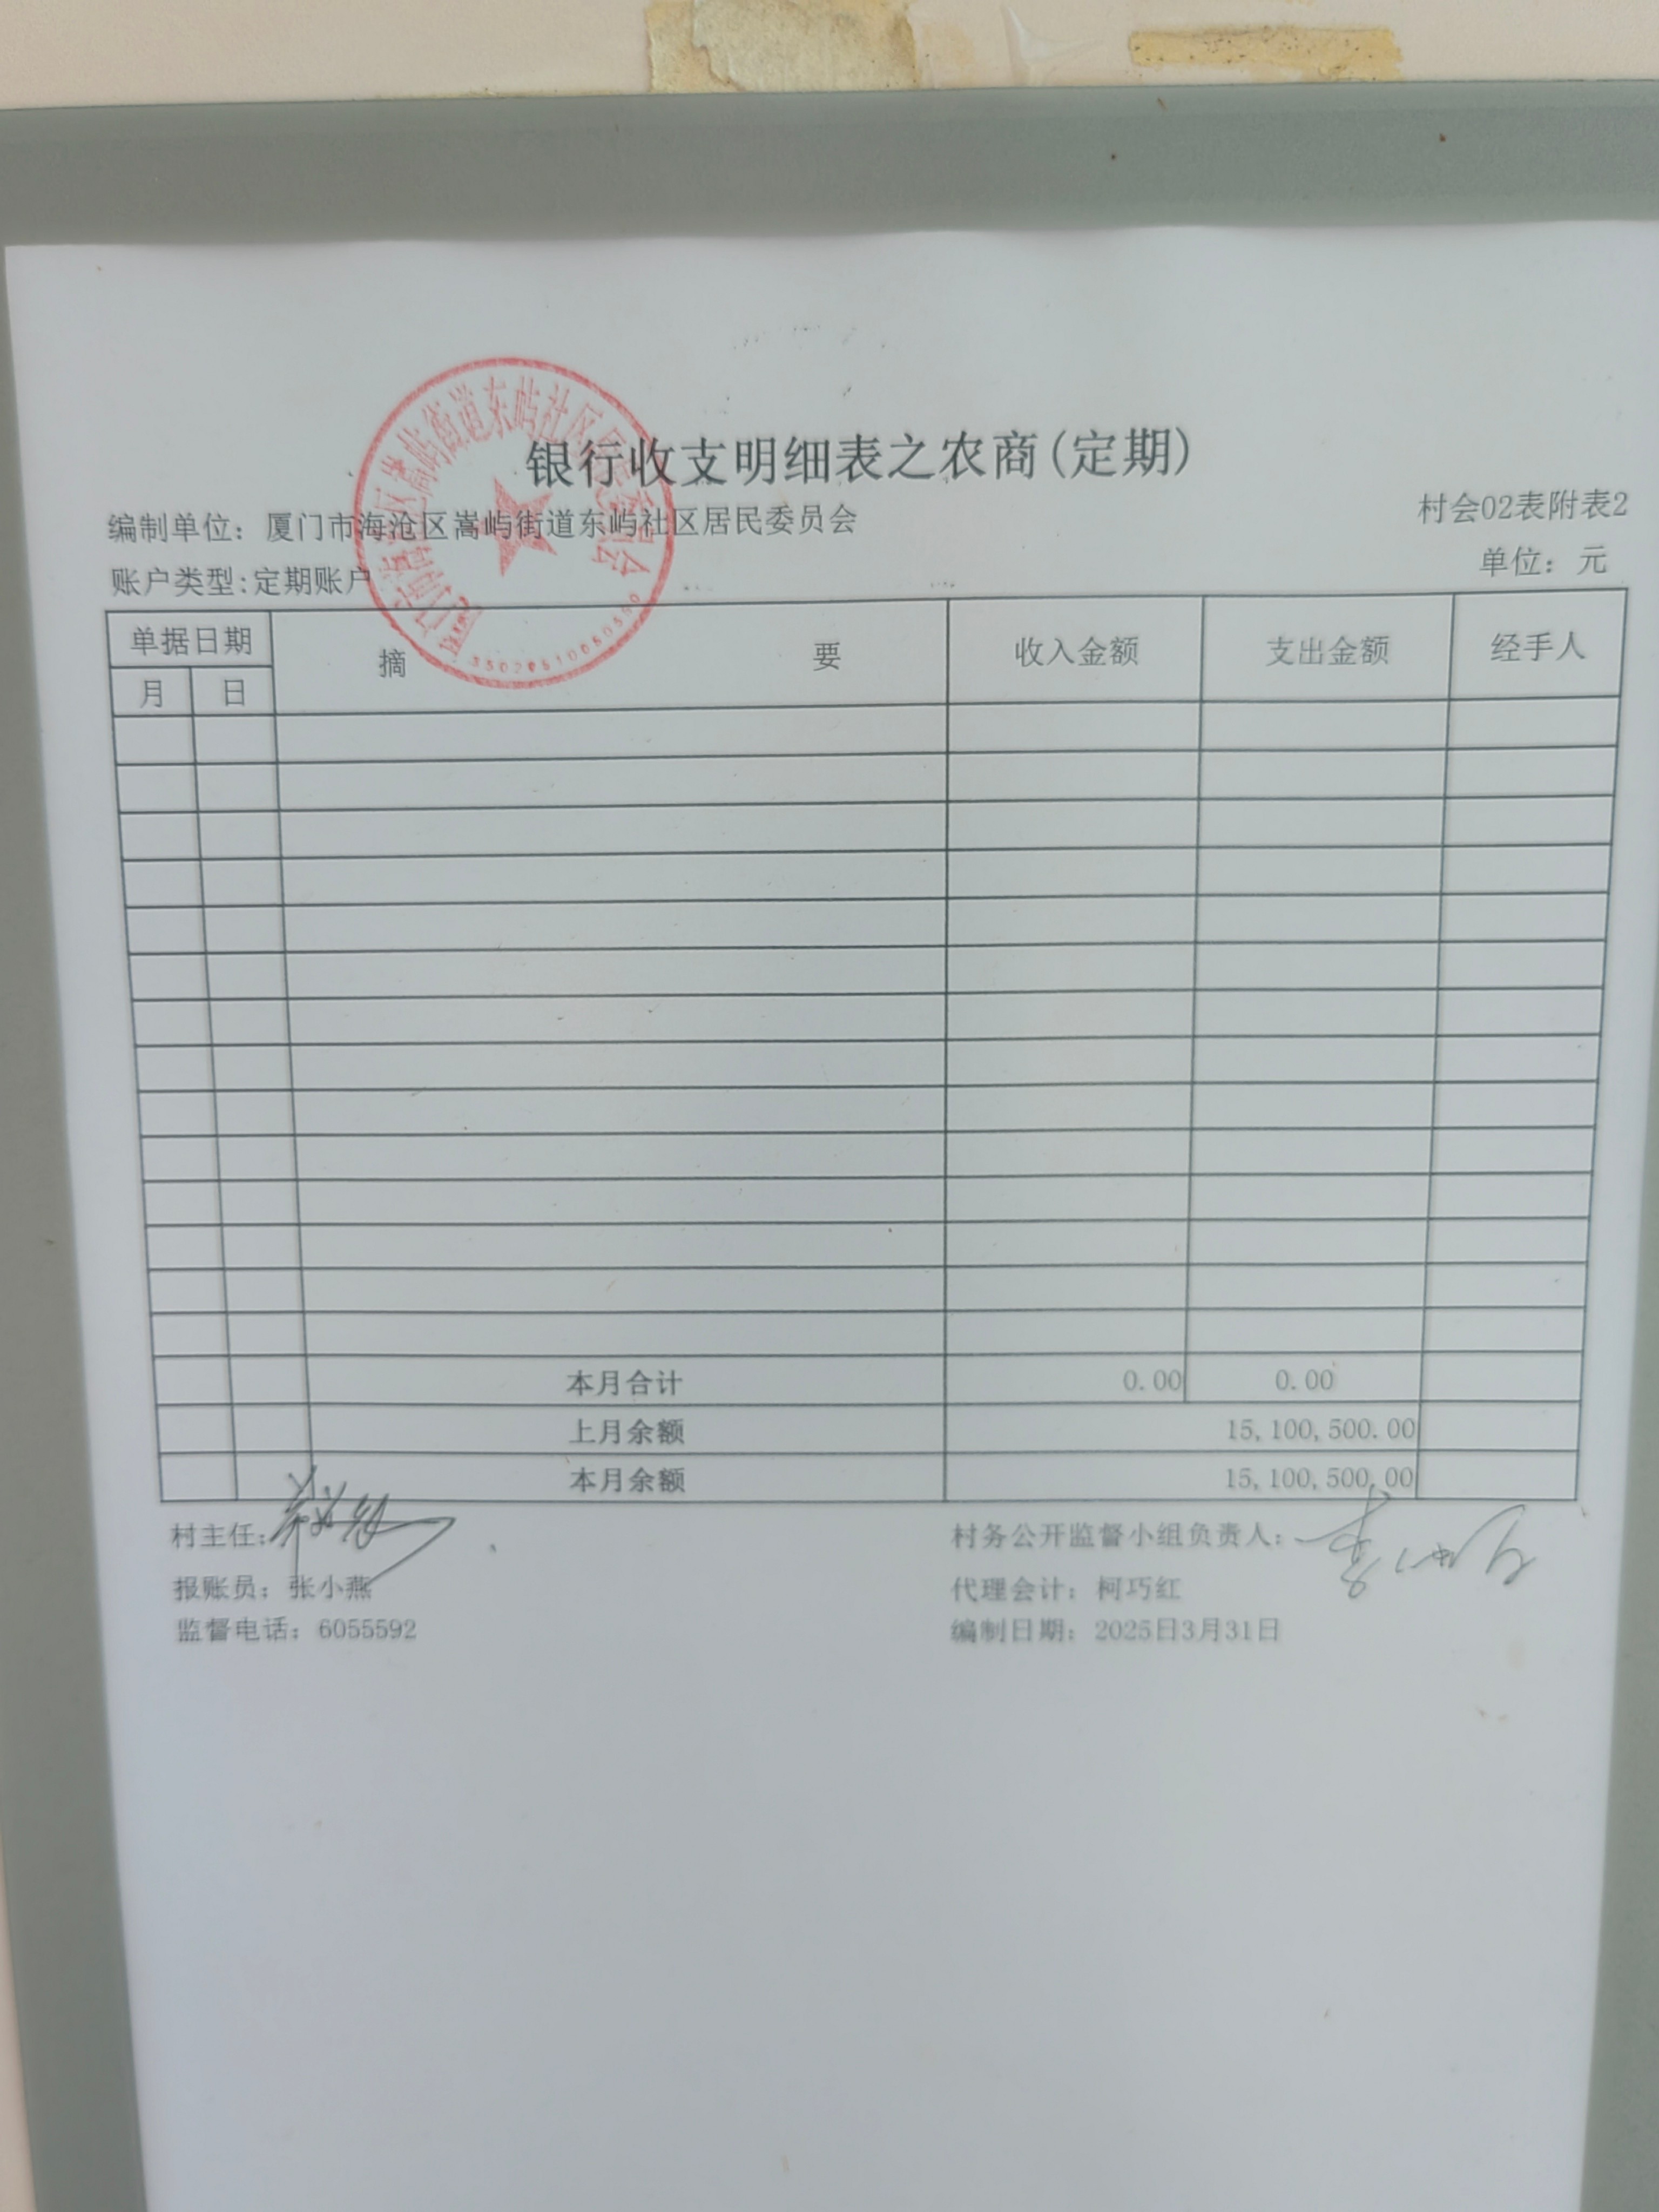 银行收支明细表之农商(定期)
村会02表附表2
编制单位：厦门市海沧区嵩屿街道东屿社区居民委员会
单位：元
账户类型:定期账户
单据日期 摘 要 收入金额 支出金额 经手人
月 日
本月合计 0.00 0.00
上月余额 15,100,500.00
本月余额 15,100,500.00
村主任： 村务公开监督小组负责人：
报账员：张小燕 代理会计：柯巧红
监督电话：6055592 编制日期：2025日3月31日